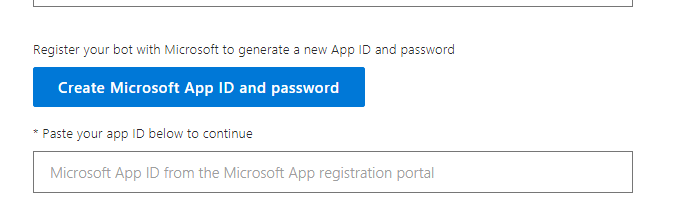 Register your bot with Microsoft to generate a new App ID and password
Create Microsoft App ID and password
* Paste your app ID below to continue
Microsoft App ID from the Microsoft App registration portal